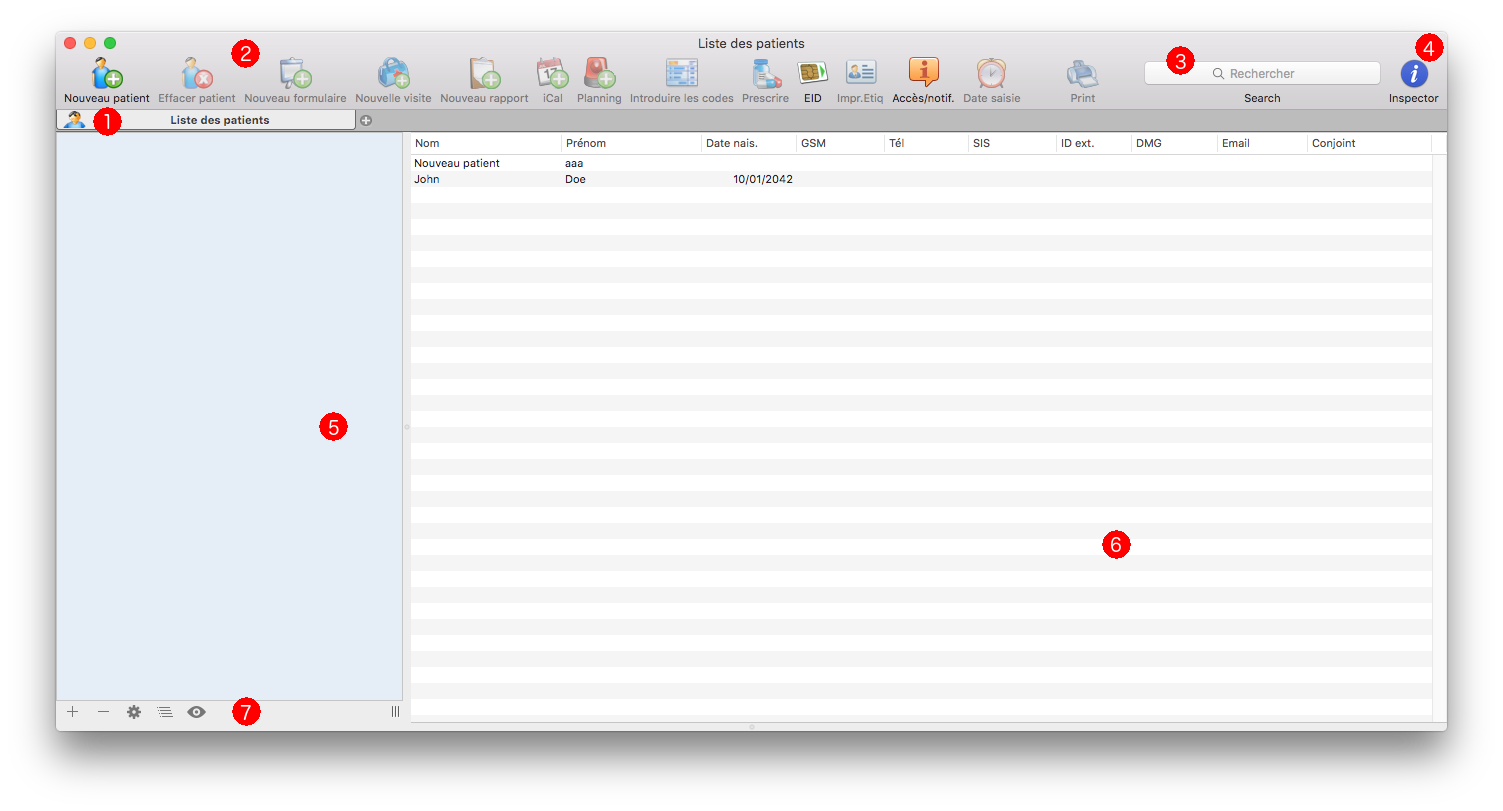 Liste des patients
2
3
4
Rechercher
Nouveau patient Effacer patient Nouveau formulaire Nouvelle visite Nouveau rapport iCal Planning Introduire les codes Prescrire EID Impr.Etiq Accès/notif. Date saisie Print Search Inspector
1 Liste des patients
Nom Prénom Date nais. GSM Tél SIS ID ext. DMG Email Conjoint
Nouveau patient aaa
John Doe 10/01/2042
5
6
7